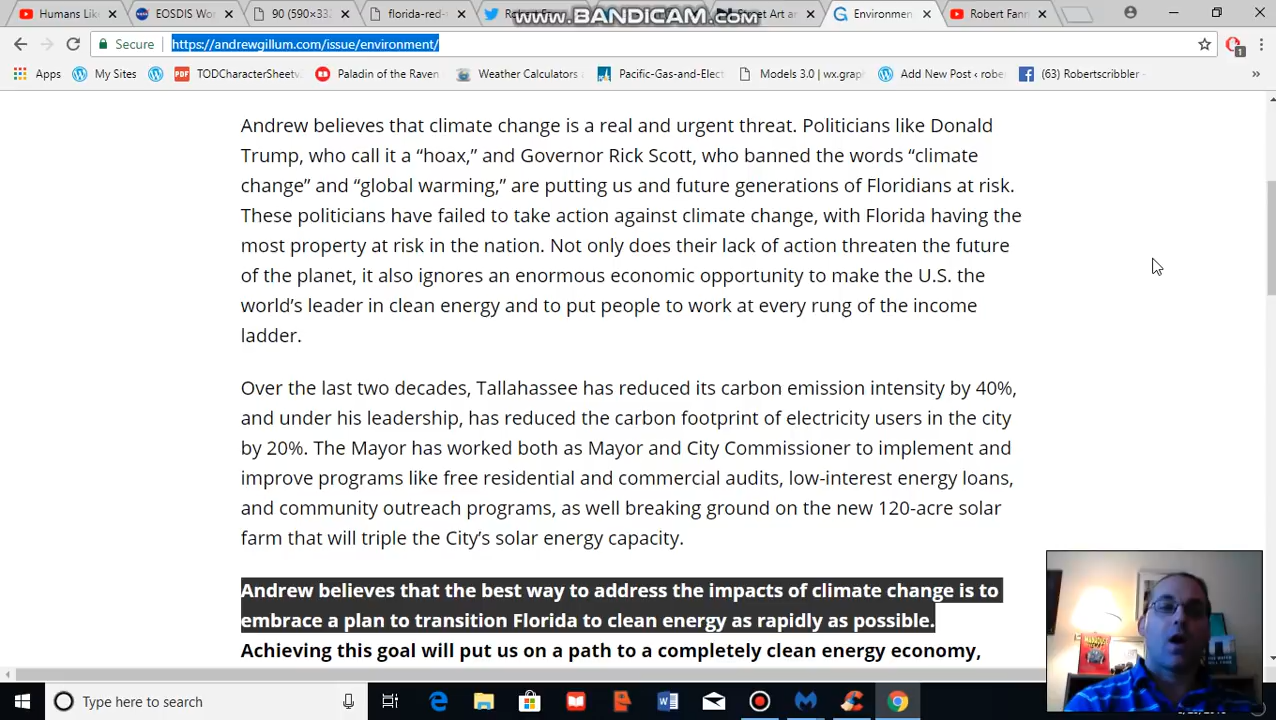 Humans Lik
EOSDIS Wo
90 (590×33
florida-red-
www.BANDICAM.com
Environmen
Robert Fann
Secure
https://andrewgillum.com/issue/environment/
1
Apps
My Sites
TODCharacterSheetv
Paladin of the Raven
Weather Calculators
Pacific-Gas-and-Elect
Models 3.0 | wx.grap
Add New Post ‹ robe
(63) Robertscribbler
»
Andrew believes that climate change is a real and urgent threat. Politicians like Donald
Trump, who call it a “hoax,” and Governor Rick Scott, who banned the words “climate
change” and “global warming,” are putting us and future generations of Floridians at risk.
These politicians have failed to take action against climate change, with Florida having the
most property at risk in the nation. Not only does their lack of action threaten the future
of the planet, it also ignores an enormous economic opportunity to make the U.S. the
world’s leader in clean energy and to put people to work at every rung of the income
ladder.
Over the last two decades, Tallahassee has reduced its carbon emission intensity by 40%,
and under his leadership, has reduced the carbon footprint of electricity users in the city
by 20%. The Mayor has worked both as Mayor and City Commissioner to implement and
improve programs like free residential and commercial audits, low-interest energy loans,
and community outreach programs, as well breaking ground on the new 120-acre solar
farm that will triple the City’s solar energy capacity.
Andrew believes that the best way to address the impacts of climate change is to
embrace a plan to transition Florida to clean energy as rapidly as possible.
Achieving this goal will put us on a path to a completely clean energy economy,
Type here to search